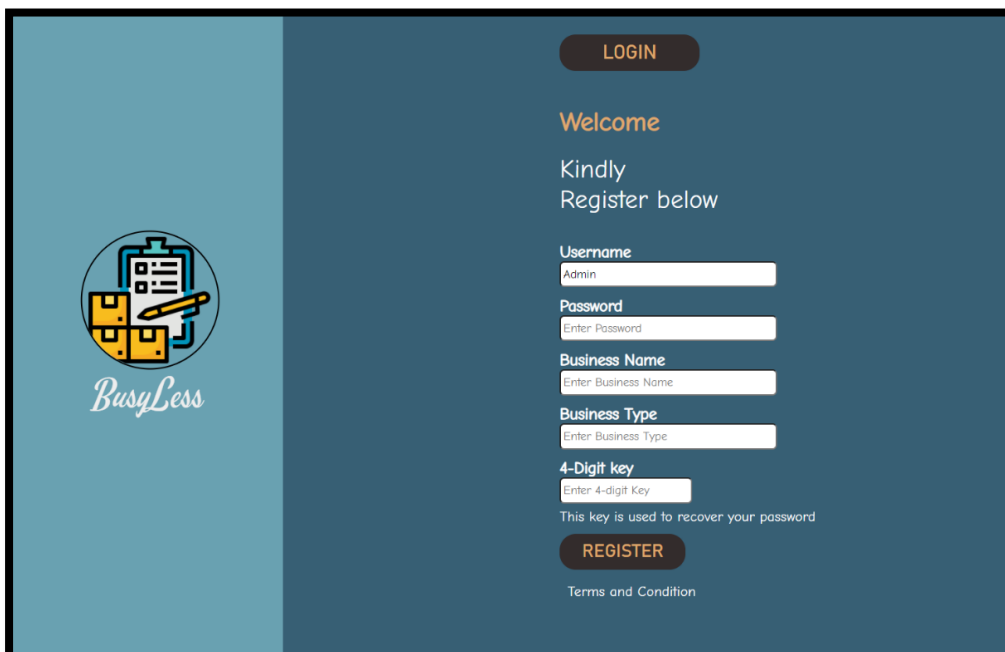 LOGIN
Welcome
Kindly
Register below
Username
Admin
Password
Enter Password
Business Name
Enter Business Name
Business Type
Enter Business Type
4-Digit key
Enter 4-digit Key
This key is used to recover your password
REGISTER
Terms and Condition
BusyLess